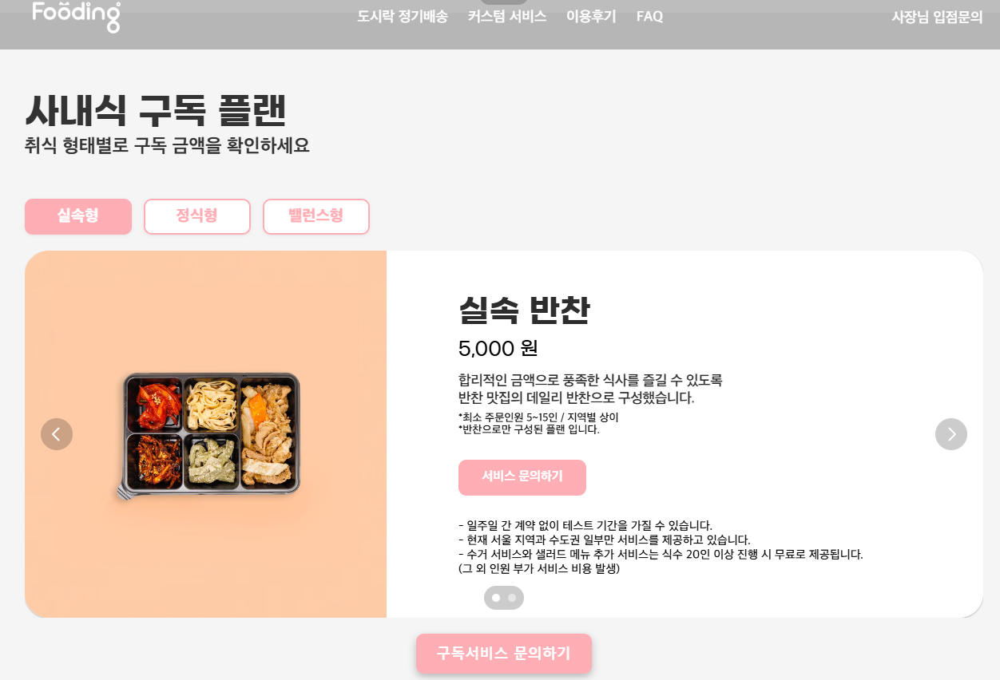 Fooding
도시락 정기배송 커스텀 서비스 이용후기 FAQ 사장님 입점문의
사내식 구독 플랜
취식 형태별로 구독 금액을 확인하세요
실속형 정식형 밸런스형
실속 반찬
5,000 원
합리적인 금액으로 풍족한 식사를 즐길 수 있도록
반찬 맛집의 데일리 반찬으로 구성했습니다.
*최소 주문인원 5~15인 / 지역별 상이
*반찬으로만 구성된 플랜 입니다.
서비스 문의하기
- 일주일 간 계약 없이 테스트 기간을 가질 수 있습니다.
- 현재 서울 지역과 수도권 일부만 서비스를 제공하고 있습니다.
- 수거 서비스와 샐러드 메뉴 추가 서비스는 식수 20인 이상 진행 시 무료로 제공됩니다.
(그 외 인원 부가 서비스 비용 발생)
구독서비스 문의하기